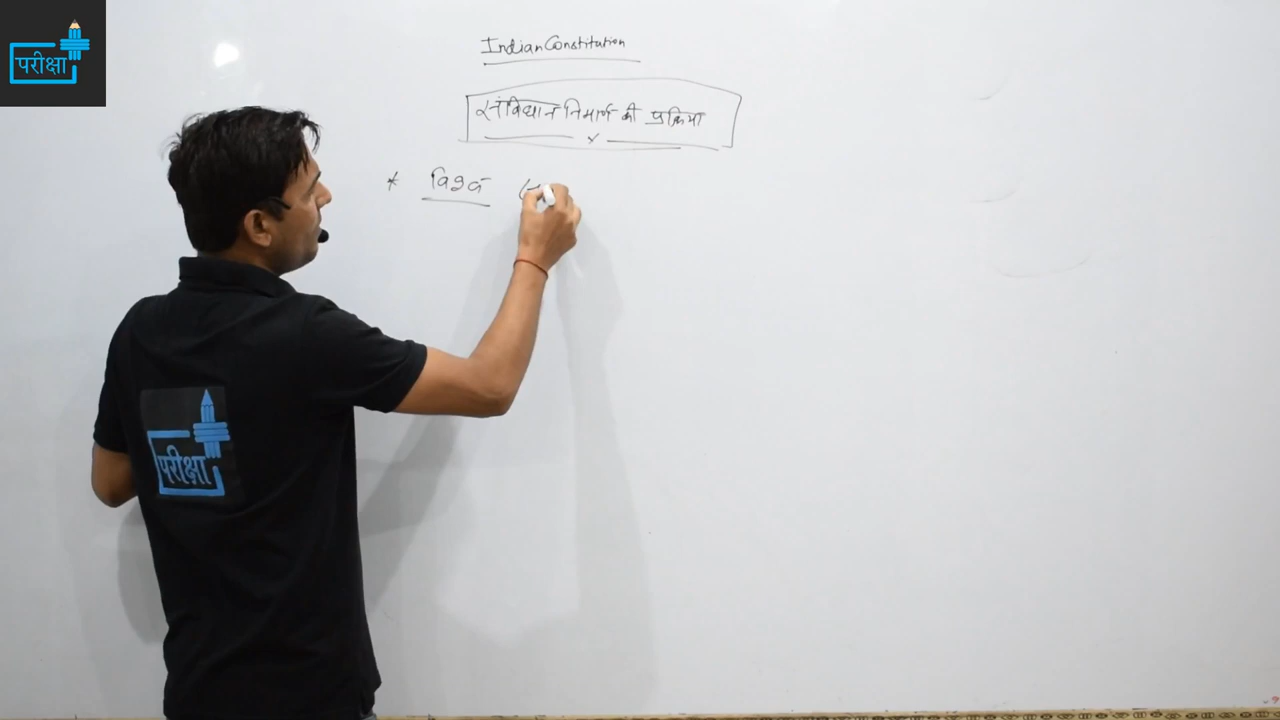 परीक्षा
Indian Constitution
संविधान निमार्ण की प्रक्रिया
* विश्व
परीक्षा